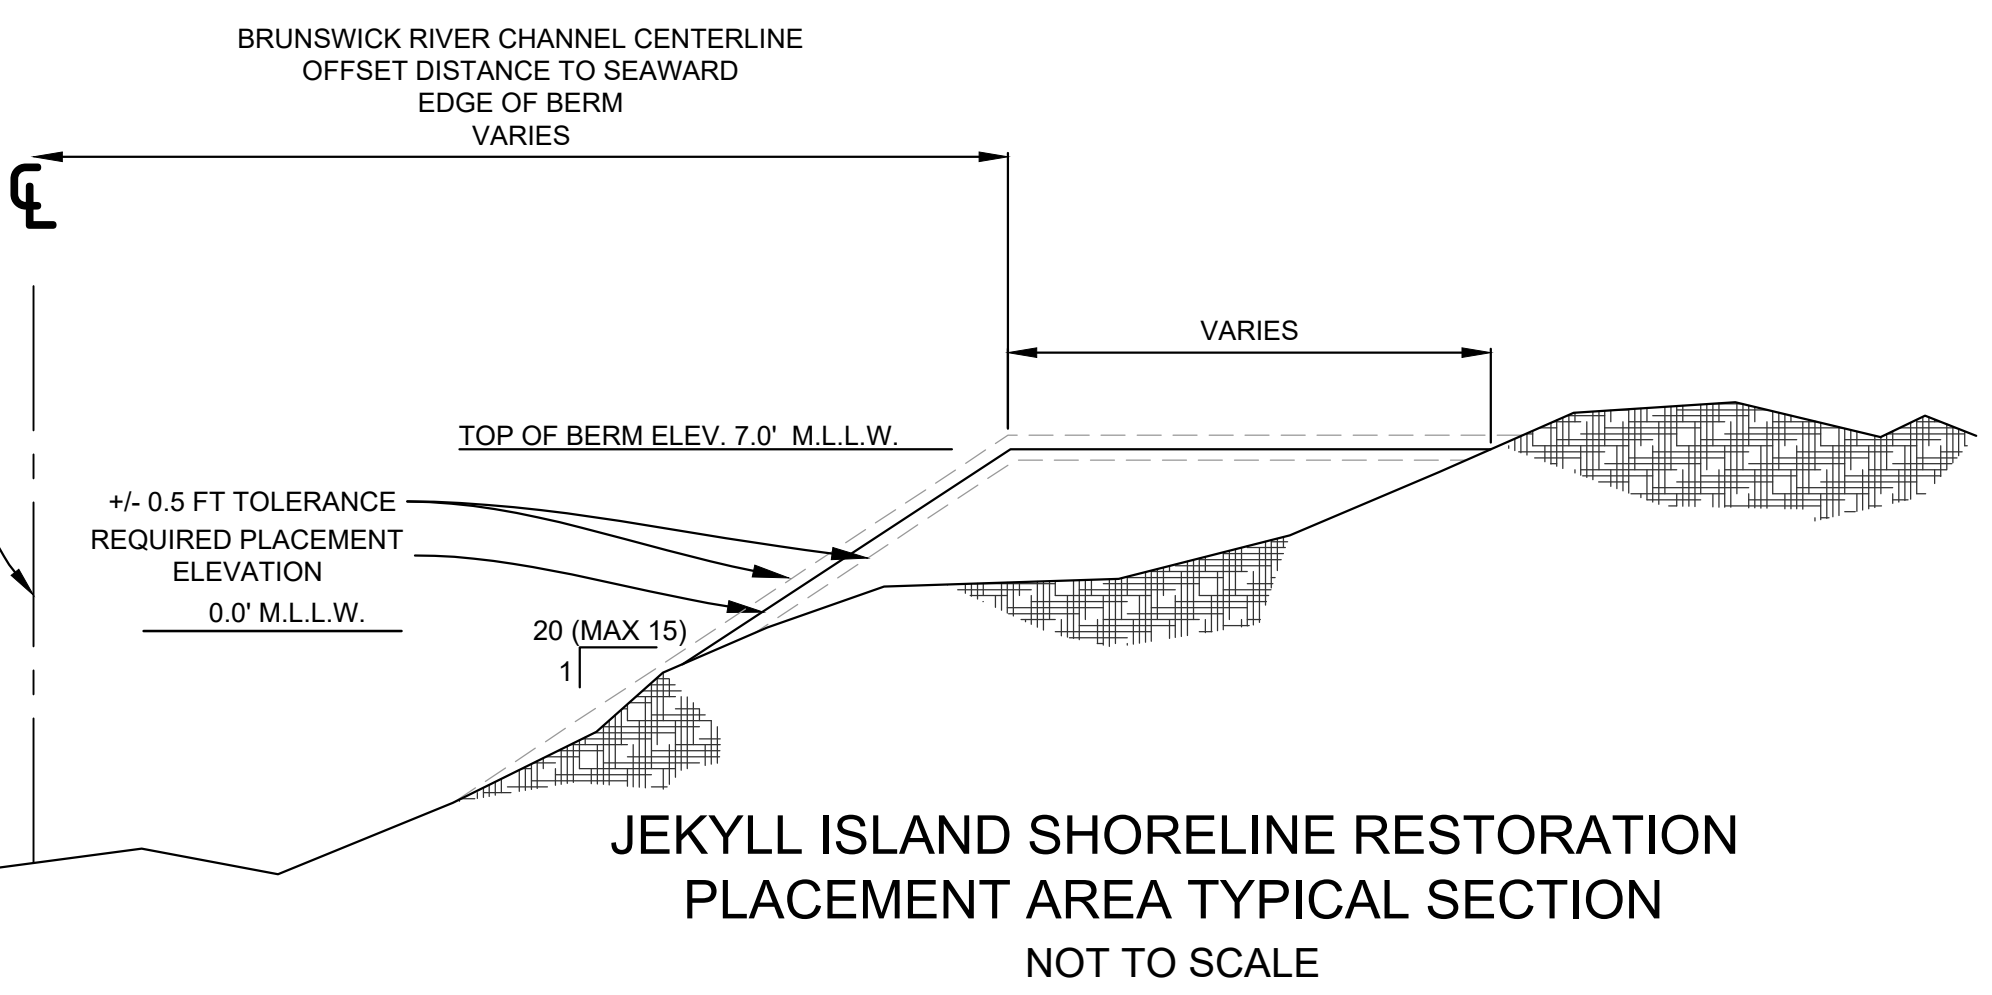 BRUNSWICK RIVER CHANNEL CENTERLINE
OFFSET DISTANCE TO SEAWARD
EDGE OF BERM
VARIES
CL
VARIES
TOP OF BERM ELEV. 7.0' M.L.L.W.
+/- 0.5 FT TOLERANCE
REQUIRED PLACEMENT
ELEVATION
0.0' M.L.L.W.
20 (MAX 15)
1
JEKYLL ISLAND SHORELINE RESTORATION
PLACEMENT AREA TYPICAL SECTION
NOT TO SCALE